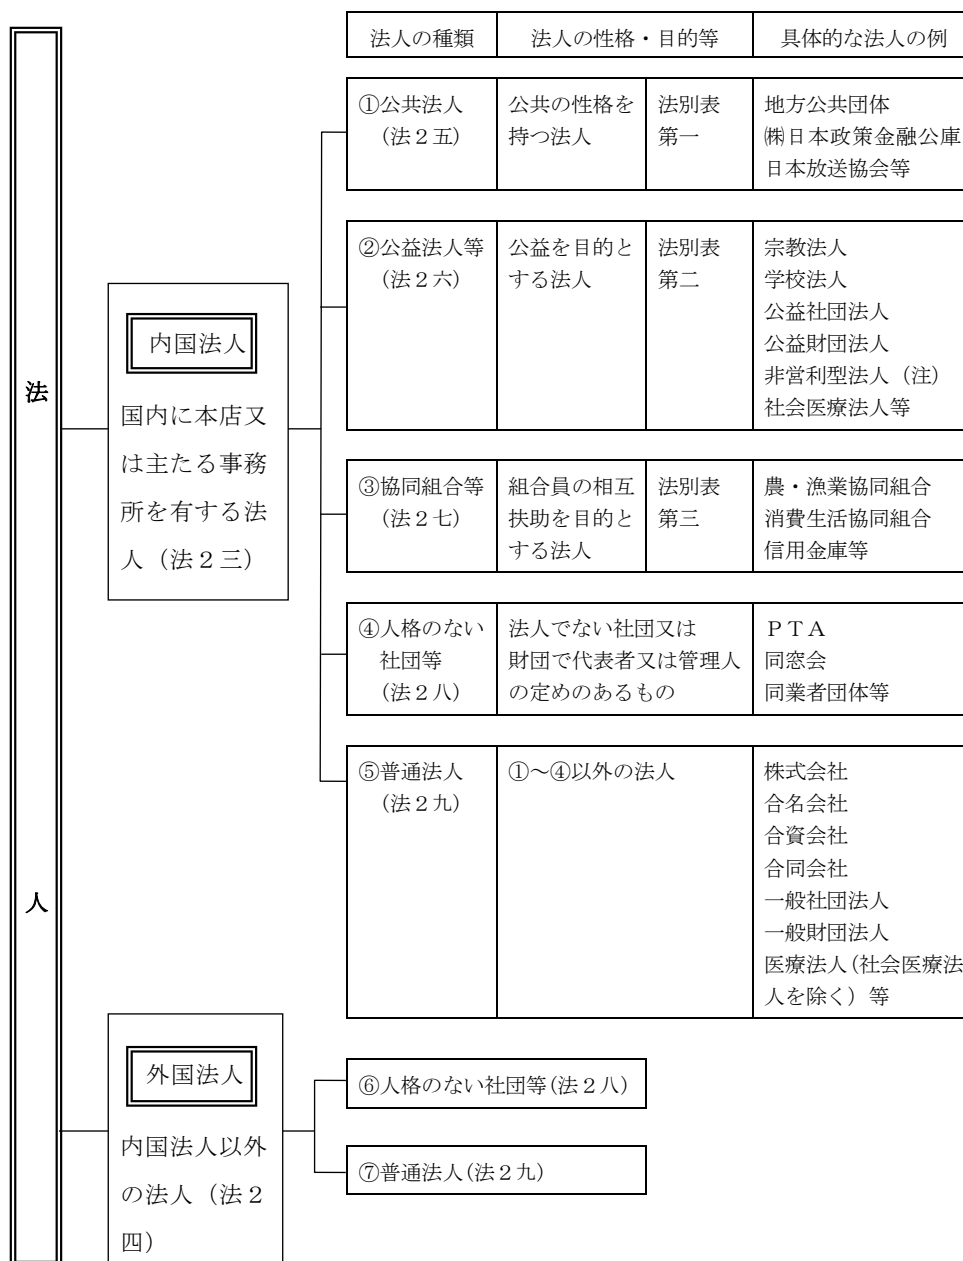 法人の種類 法人の性格・目的等 具体的な法人の例
①公共法人 公共の性格を 法別表 地方公共団体
(法２五) 持つ法人 第一 ㈱日本政策金融公庫
日本放送協会等
②公益法人等 公益を目的と 法別表 宗教法人
(法２六) する法人 第二 学校法人
公益社団法人
公益財団法人
非営利型法人（注）
社会医療法人等
内国法人
国内に本店又
は主たる事務
所を有する法
人（法２三）
③協同組合等 組合員の相互 法別表 農・漁業協同組合
(法２七) 扶助を目的と 第三 消費生活協同組合
する法人 信用金庫等
④人格のない 法人でない社団又は ＰＴＡ
社団等 財団で代表者又は管理人 同窓会
(法２八) の定めのあるもの 同業者団体等
⑤普通法人 ①～④以外の法人 株式会社
(法２九) 合名会社
合資会社
合同会社
一般社団法人
一般財団法人
医療法人(社会医療法
人を除く）等
法
人
外国法人
内国法人以外
の法人（法２
四）
⑥人格のない社団等(法２八)
⑦普通法人(法２九)